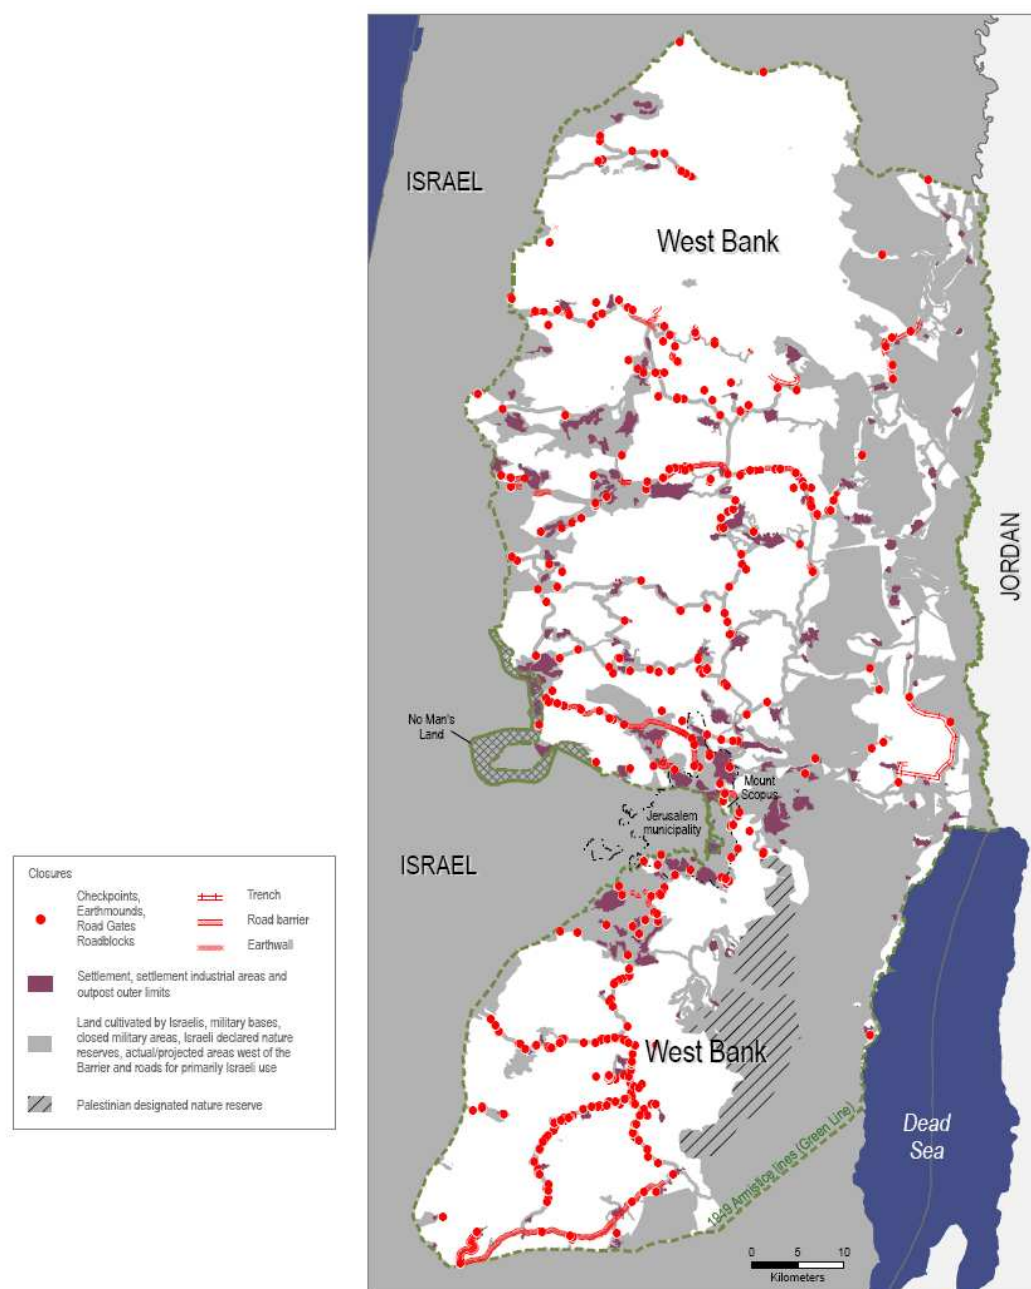 ISRAEL
West Bank
JORDAN
No Man's
Land
Mount
Scopus
Jerusalem
municipality
ISRAEL
West Bank
1949 Armistice lines (Green Line)
Dead
Sea
0 5 10
Kilometers
Closures
Checkpoints,
Earthmounds,
Road Gates
Roadblocks
Trench
Road barrier
Earthwall
Settlement, settlement industrial areas and
outpost outer limits
Land cultivated by Israelis, military bases,
closed military areas, Israeli declared nature
reserves, actual/projected areas west of the
Barrier and roads for primarily Israeli use
Palestinian designated nature reserve